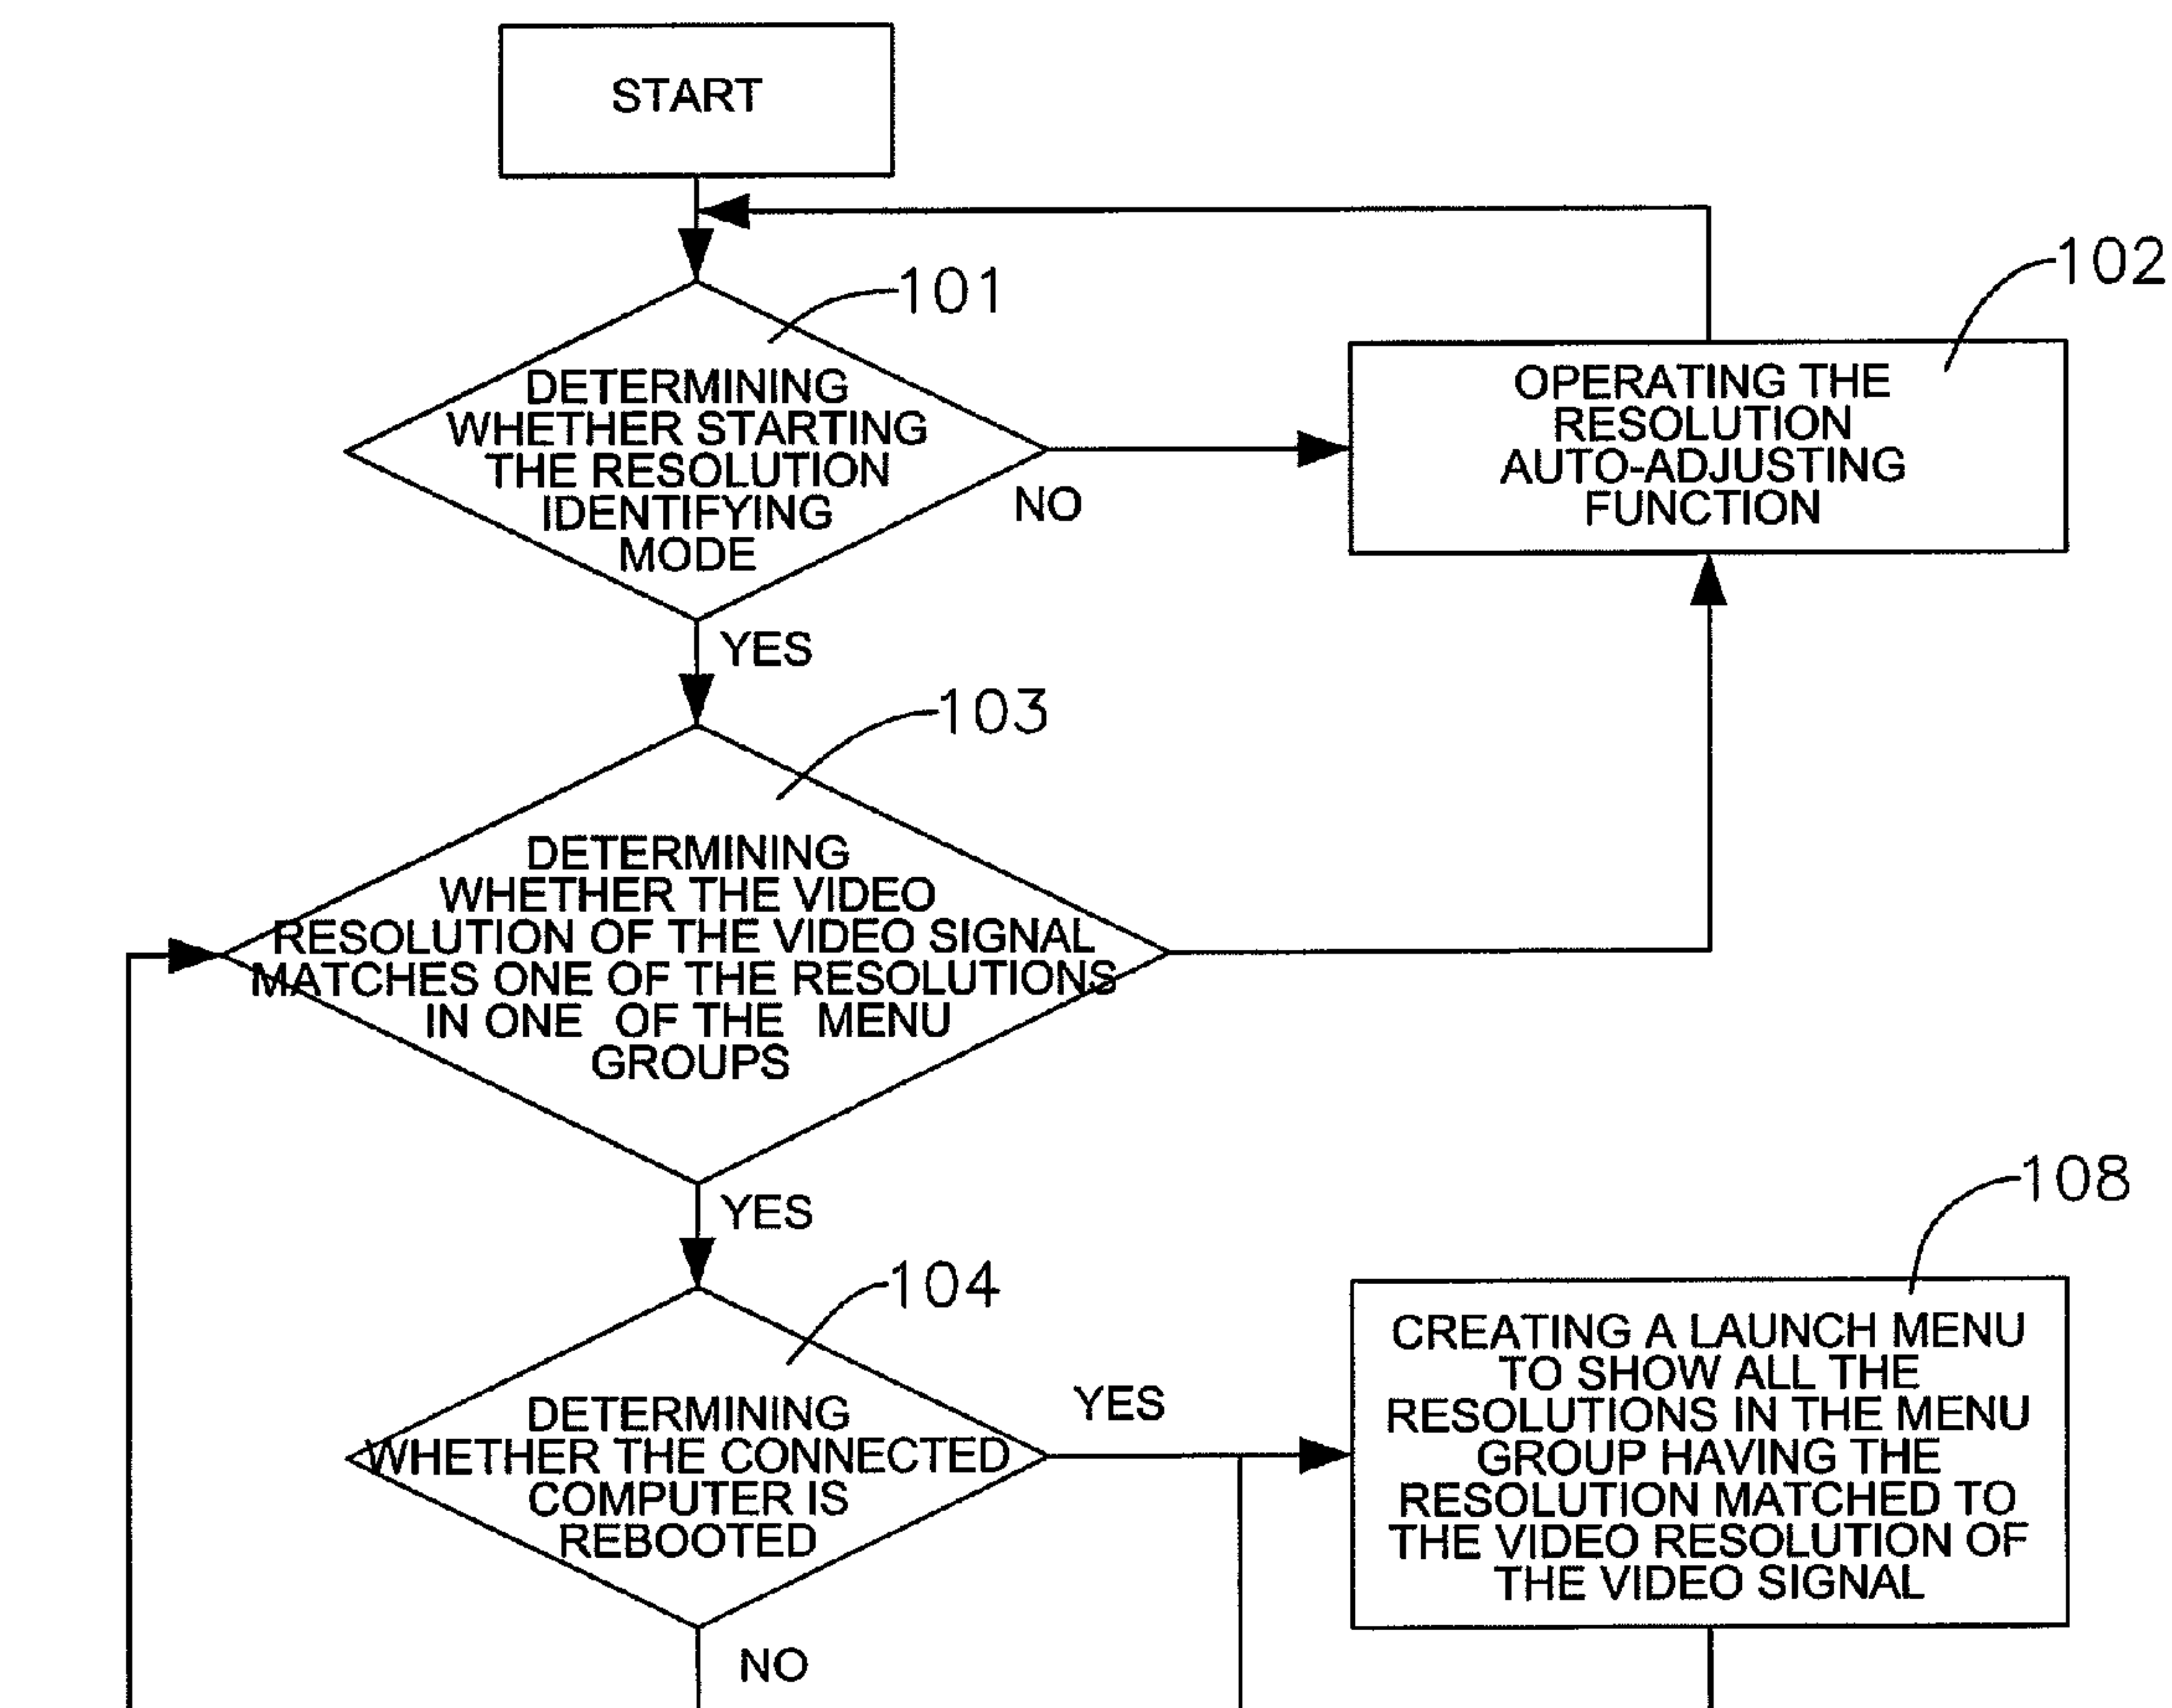 START
101
102
DETERMINING
WHETHER STARTING
THE RESOLUTION
IDENTIFYING
MODE
NO
OPERATING THE
RESOLUTION
AUTO-ADJUSTING
FUNCTION
YES
103
DETERMINING
WHETHER THE VIDEO
RESOLUTION OF THE VIDEO SIGNAL
MATCHES ONE OF THE RESOLUTIONS
IN ONE OF THE MENU
GROUPS
YES
104
DETERMINING
WHETHER THE CONNECTED
COMPUTER IS
REBOOTED
YES
NO
108
CREATING A LAUNCH MENU
TO SHOW ALL THE
RESOLUTIONS IN THE MENU
GROUP HAVING THE
RESOLUTION MATCHED TO
THE VIDEO RESOLUTION OF
THE VIDEO SIGNAL